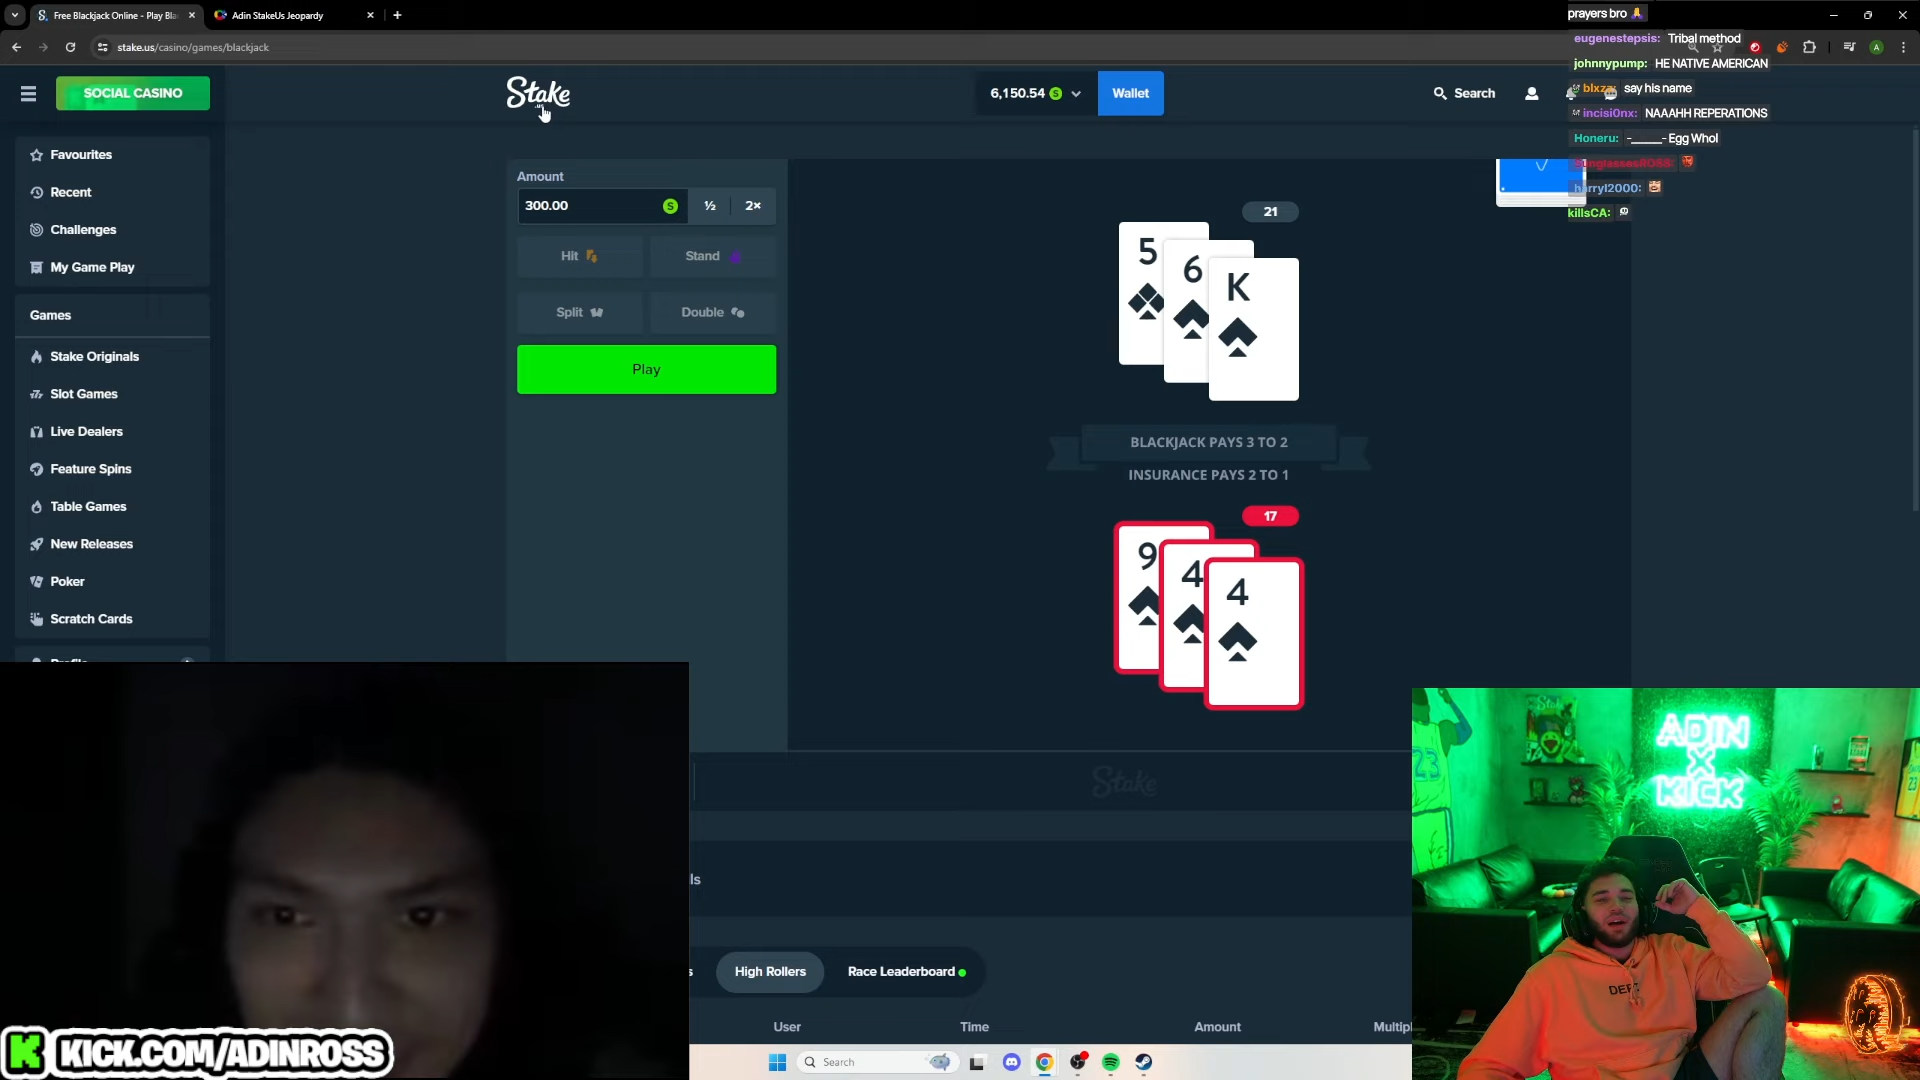 Free Blackjack Online - Play Bla
Adin StakeUs Jeopardy
stake.us/casino/games/blackjack
A
prayers bro 🙏
eugenestepsis: Tribal method
johnnypump: HE NATIVE AMERICAN
blxzzy: say his name
incisi0nx: NAAAHH REPERATIONS
Honeru: -_____- Egg Whol
harryl2000:
killsCA:
SOCIAL CASINO
Stake
6,150.54
Wallet
Search
Favourites
Recent
Challenges
My Game Play
Games
Stake Originals
Slot Games
Live Dealers
Feature Spins
Table Games
New Releases
Poker
Scratch Cards
Amount
300.00
½
2×
Hit
Stand
Split
Double
Play
21
5
6
K
BLACKJACK PAYS 3 TO 2
INSURANCE PAYS 2 TO 1
17
9
4
4
Stake
ls
s
High Rollers
Race Leaderboard
User
Time
Amount
Multipl
Search
K KICK.COM/ADINROSS
ADIN
X
KICK
23